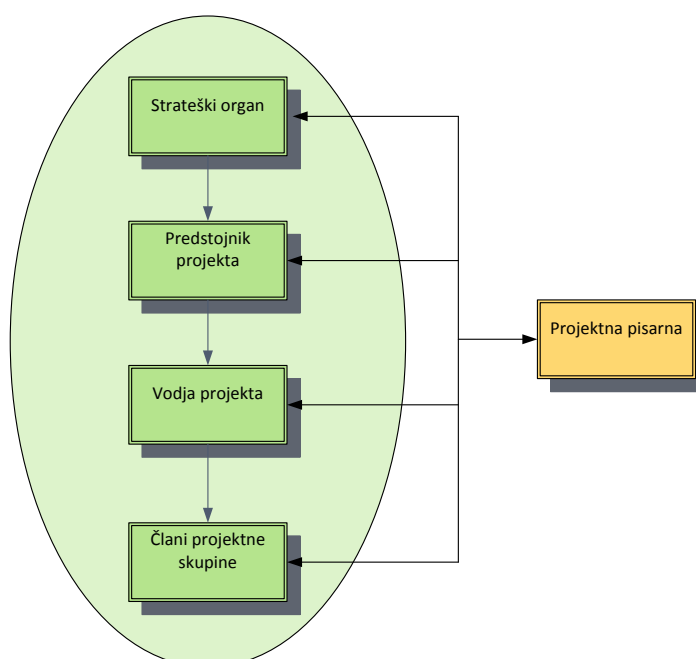 Strateški organ
Predstojnik
projekta
Projektna pisarna
Vodja projekta
Člani projektne
skupine